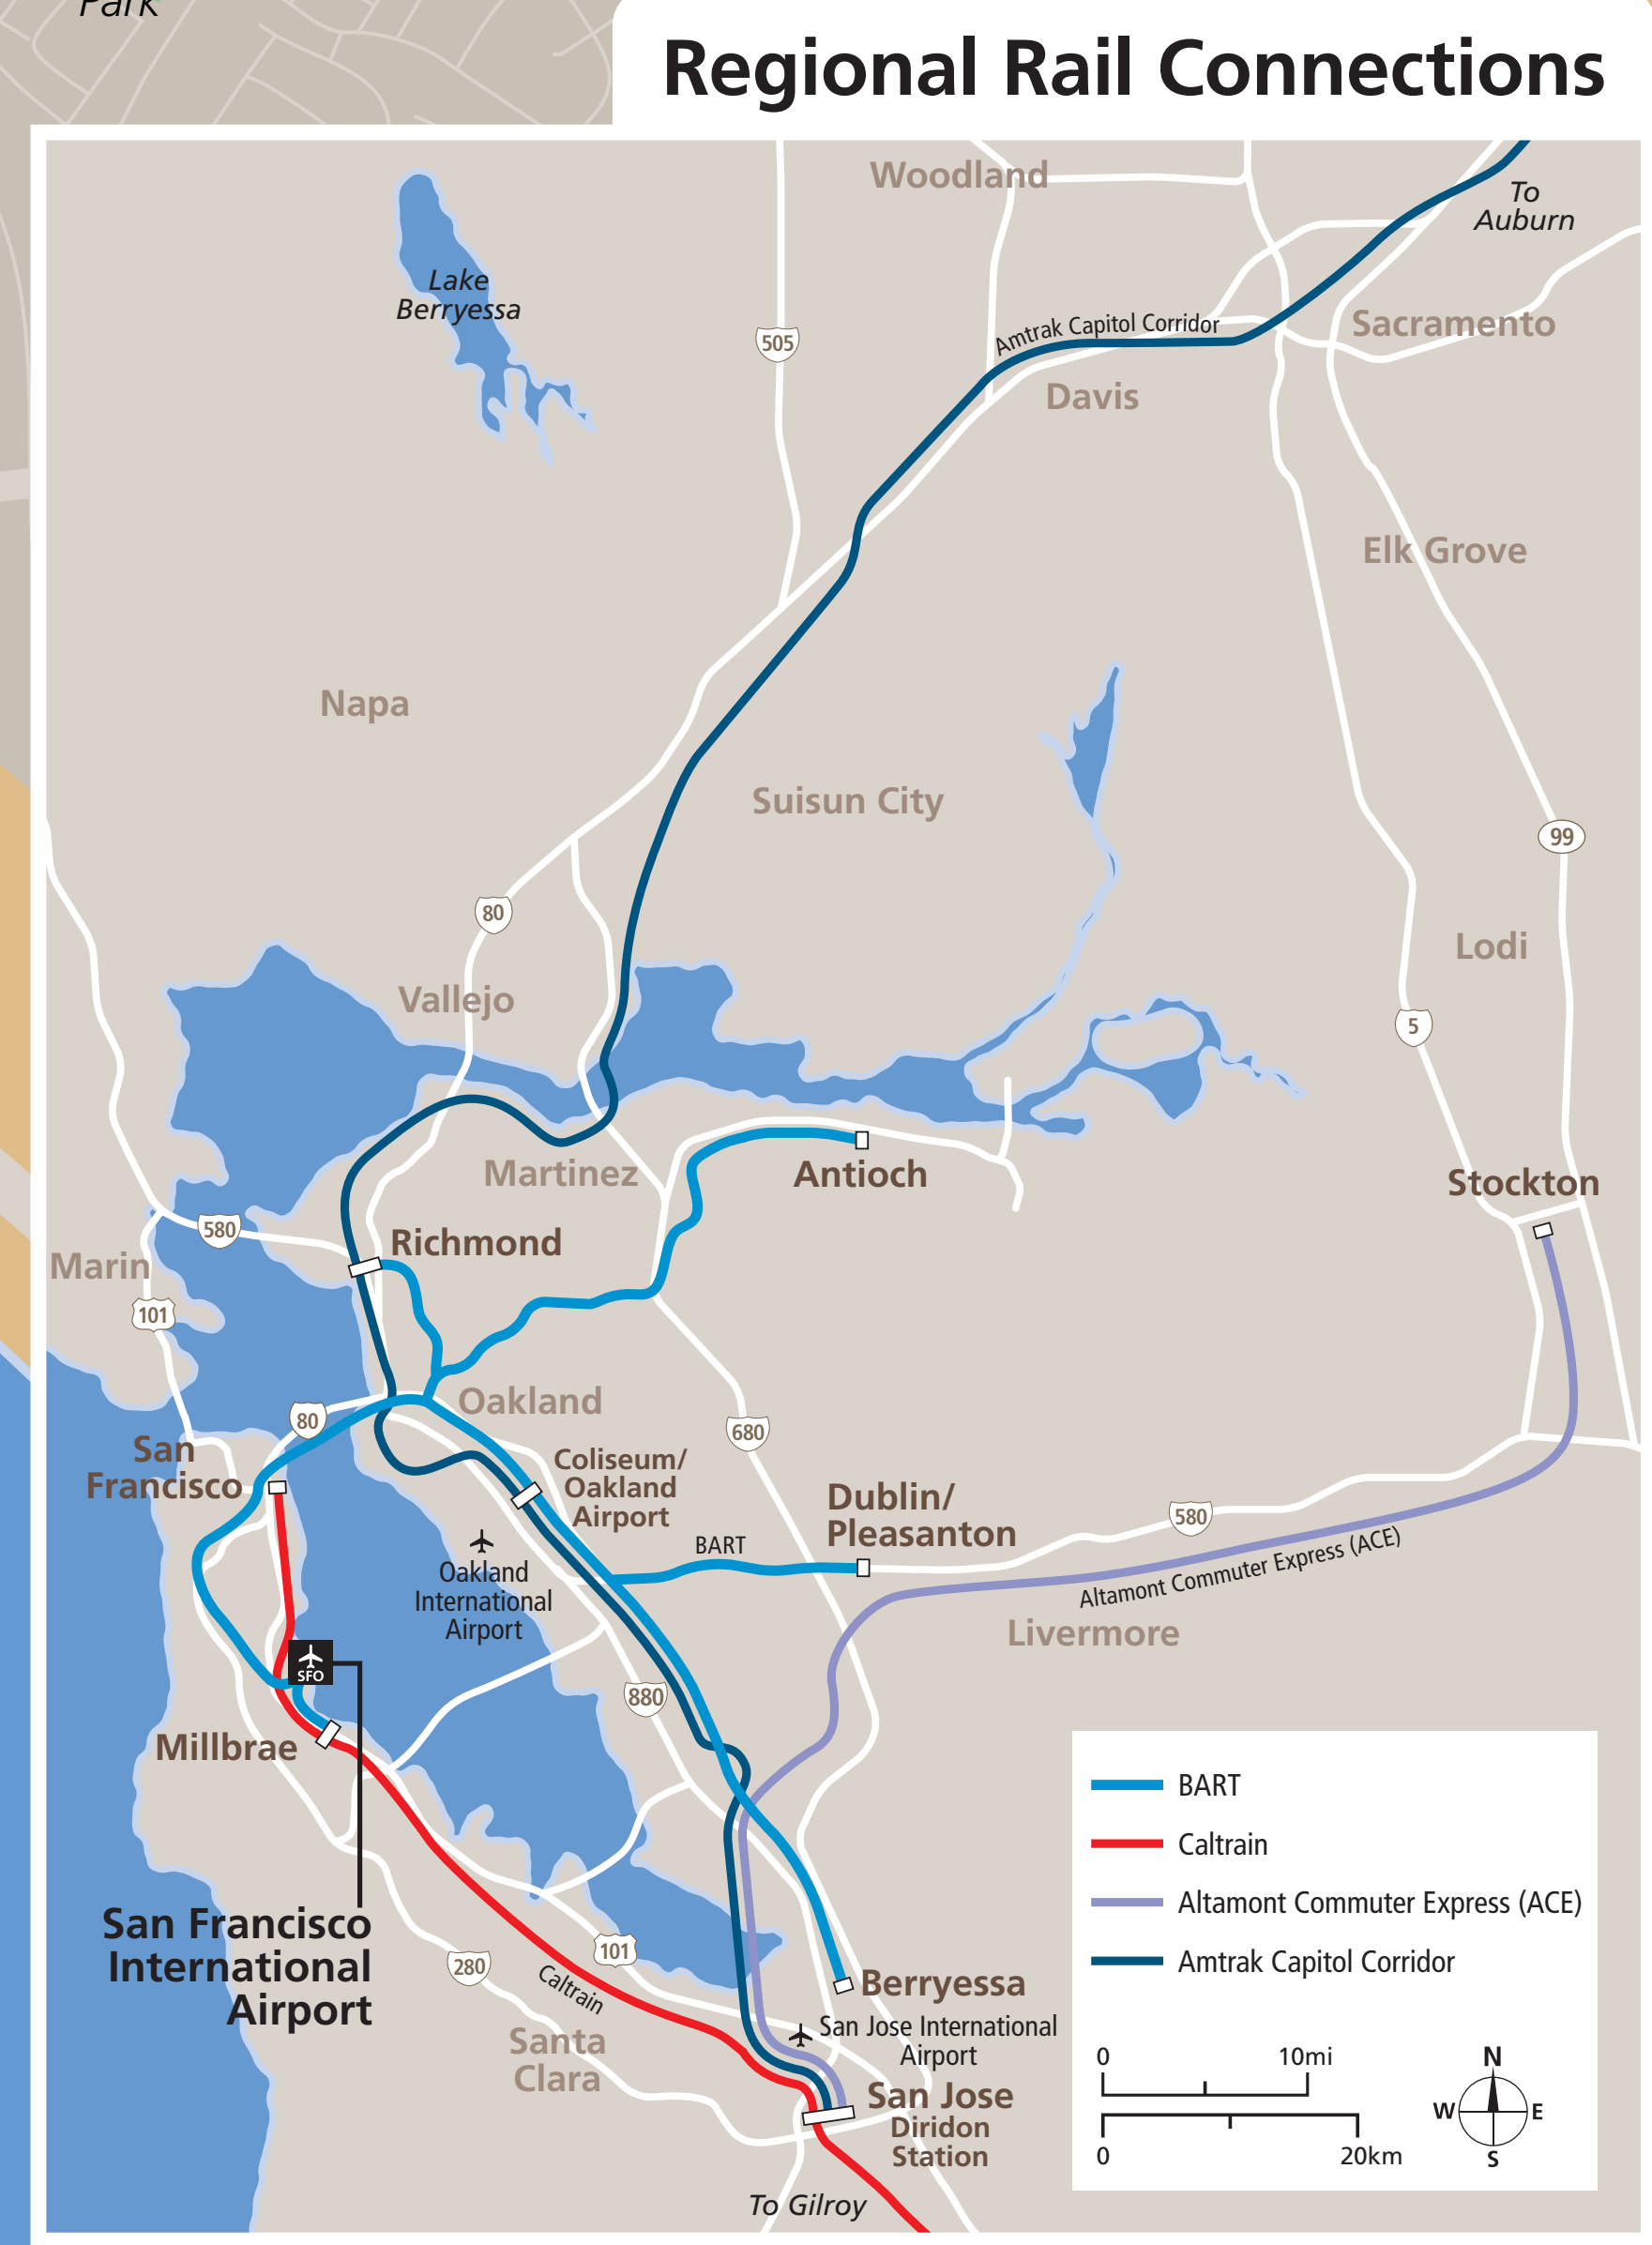 Park
Regional Rail Connections
Woodland
To
Auburn
Lake
Berryessa
505
Amtrak Capitol Corridor
Sacramento
Davis
Elk Grove
Napa
Suisun City
99
80
Lodi
Vallejo
5
Martinez
Antioch
Stockton
580
Richmond
Marin
101
Oakland
80
680
San
Francisco
Coliseum/
Oakland
Airport
Dublin/
Pleasanton
580
BART
Oakland
International
Airport
Altamont Commuter Express (ACE)
Livermore
SFO
880
Millbrae
BART
Caltrain
Altamont Commuter Express (ACE)
Amtrak Capitol Corridor
San Francisco
International
Airport
101
280
Caltrain
Berryessa
San Jose International
Airport
Santa
Clara
San Jose
Diridon
Station
0 10mi
0 20km
N
W E
S
To Gilroy